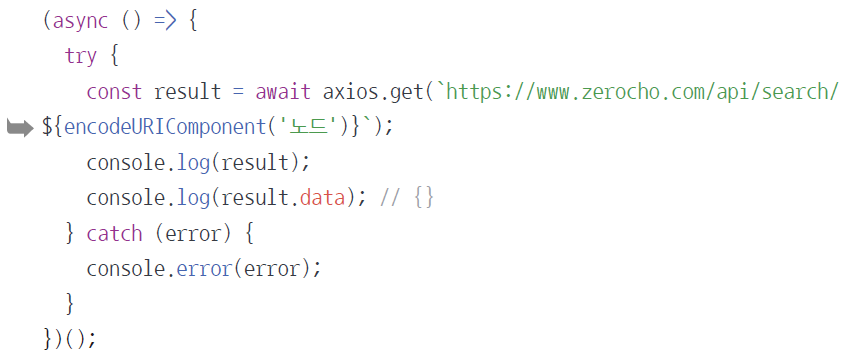 (async () => {
try {
const result = await axios.get(`https://www.zerocho.com/api/search/
${encodeURIComponent('노드')}`);
console.log(result);
console.log(result.data); // {}
} catch (error) {
console.error(error);
}
})();